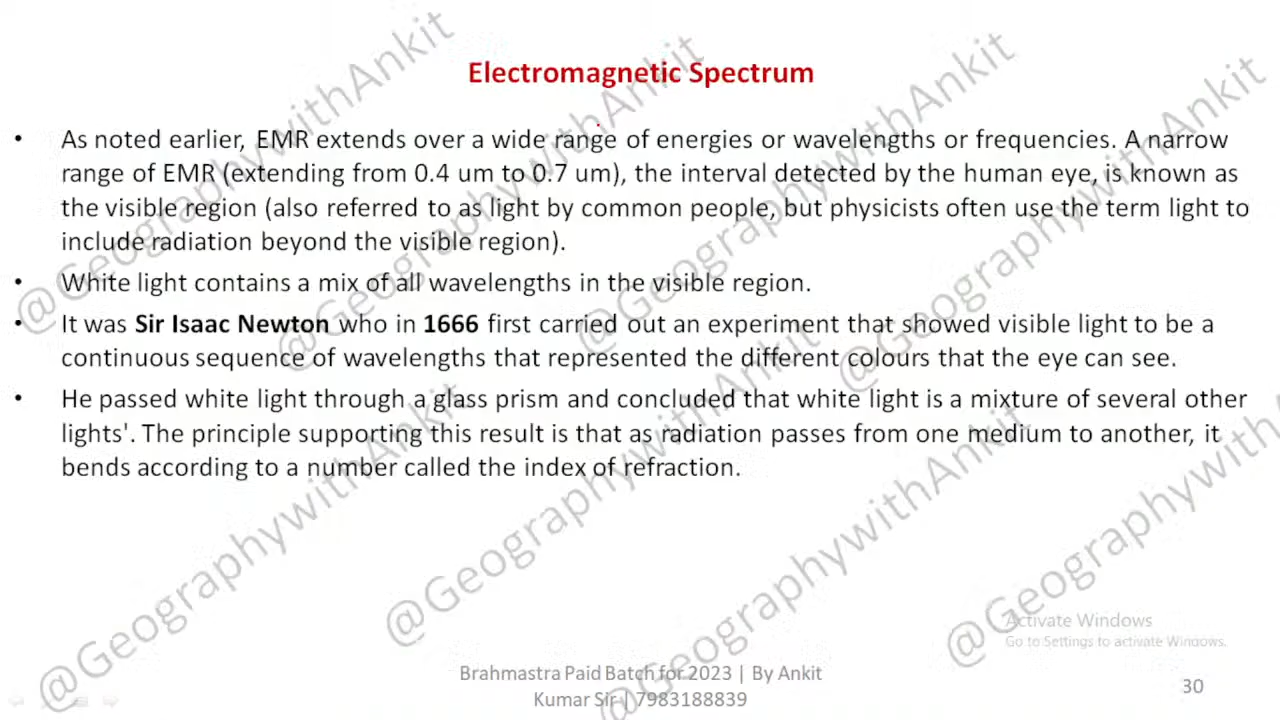 Electromagnetic Spectrum
• As noted earlier, EMR extends over a wide range of energies or wavelengths or frequencies. A narrow
range of EMR (extending from 0.4 um to 0.7 um), the interval detected by the human eye, is known as
the visible region (also referred to as light by common people, but physicists often use the term light to
include radiation beyond the visible region).
• White light contains a mix of all wavelengths in the visible region.
• It was Sir Isaac Newton who in 1666 first carried out an experiment that showed visible light to be a
continuous sequence of wavelengths that represented the different colours that the eye can see.
• He passed white light through a glass prism and concluded that white light is a mixture of several other
lights'. The principle supporting this result is that as radiation passes from one medium to another, it
bends according to a number called the index of refraction.
@GeographywithAnkit
@GeographywithAnkit
@GeographywithAnkit
@GeographywithAnkit
@GeographywithAnkit
@GeographywithAnkit
@GeographywithAnkit
@GeographywithAnkit
Activate Windows
Go to Settings to activate Windows.
Brahmastra Paid Batch for 2023 | By Ankit
Kumar Sir | 7983188839
30